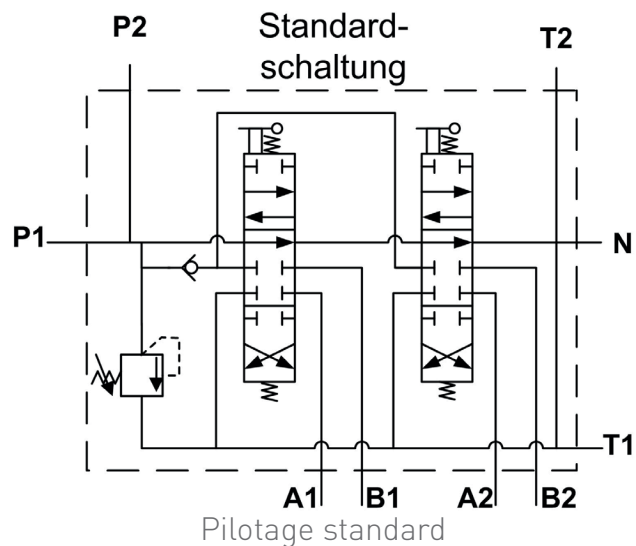 P2
Standard-
schaltung
T2
P1
N
T1
A1
B1
A2
B2
Pilotage standard